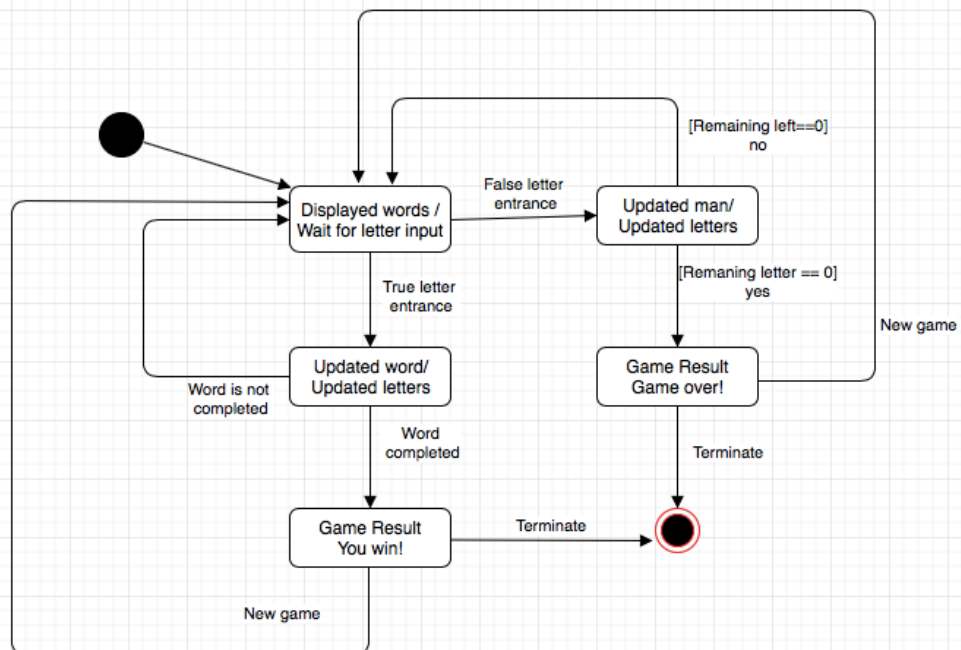 [Remaining left==0]
no
False letter
entrance
Displayed words /
Wait for letter input
Updated man/
Updated letters
[Remaning letter == 0]
yes
True letter
entrance
New game
Updated word/
Updated letters
Game Result
Game over!
Word is not
completed
Word
completed
Terminate
Game Result
You win!
Terminate
New game